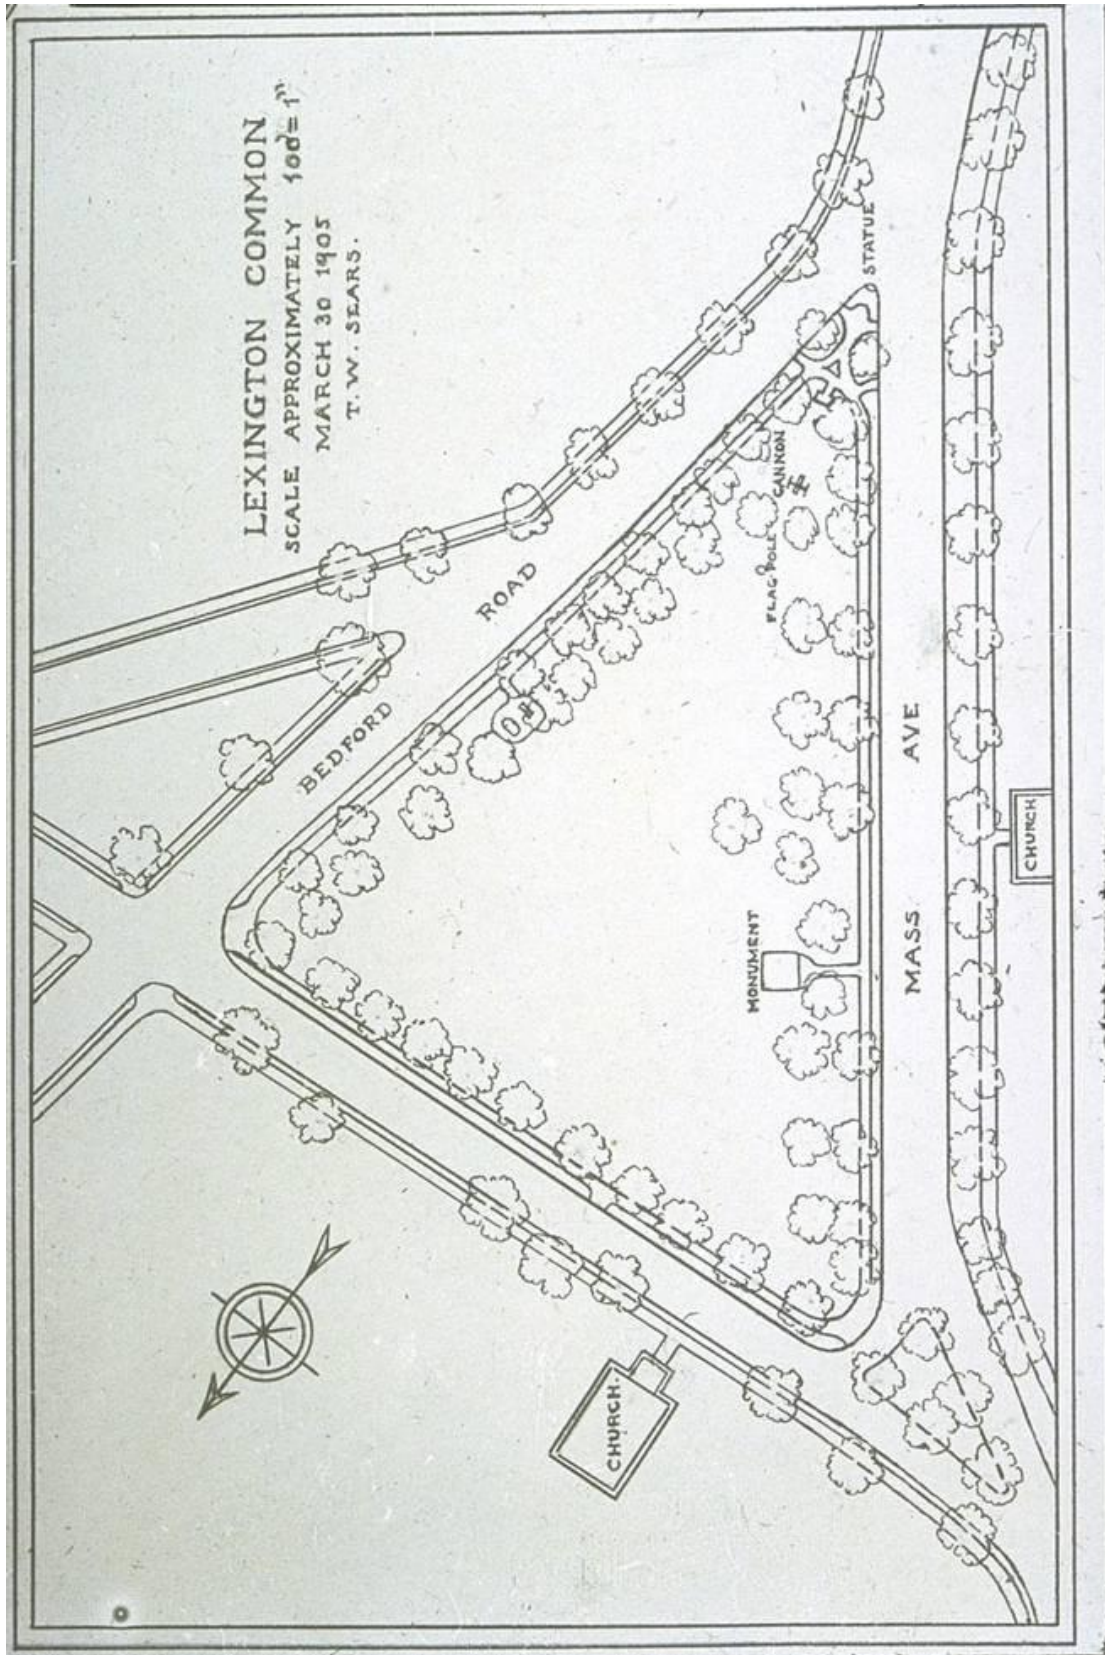 LEXINGTON COMMON
SCALE APPROXIMATELY 100'=1"
MARCH 30 1905
T. W. SEARS.
STATUE
CANNON
FLAG POLE
BEDFORD ROAD
MASS AVE
MONUMENT
CHURCH
CHURCH.